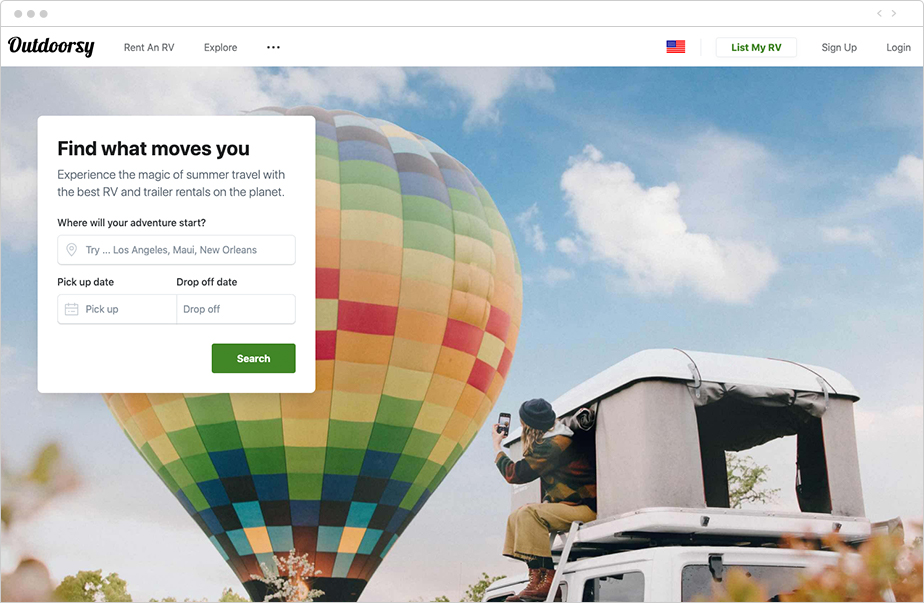 Outdoorsy
Rent An RV
Explore
List My RV
Sign Up
Login
Find what moves you
Experience the magic of summer travel with
the best RV and trailer rentals on the planet.
Where will your adventure start?
Try ... Los Angeles, Maui, New Orleans
Pick up date
Drop off date
Pick up
Drop off
Search